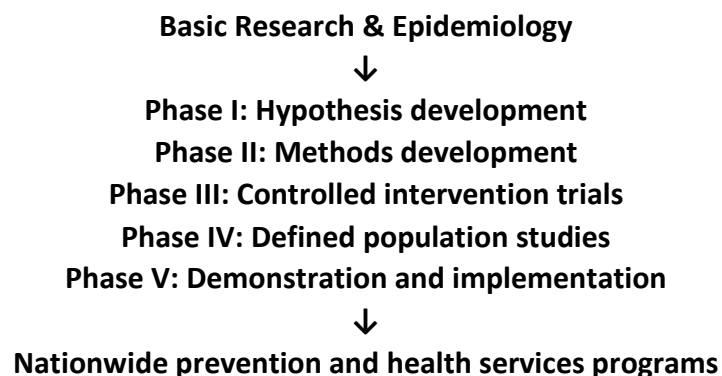 Basic Research & Epidemiology
↓
Phase I: Hypothesis development
Phase II: Methods development
Phase III: Controlled intervention trials
Phase IV: Defined population studies
Phase V: Demonstration and implementation
↓
Nationwide prevention and health services programs